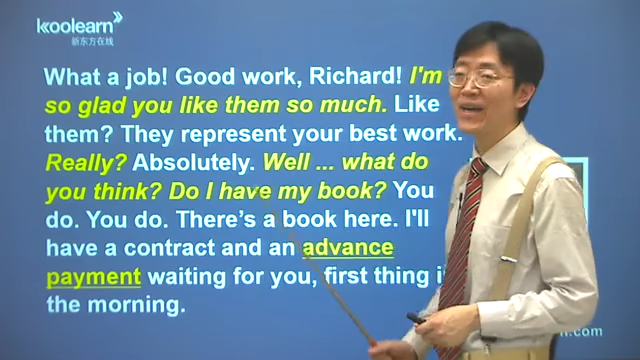 koolearn
新东方在线
What a job! Good work, Richard! I'm
so glad you like them so much. Like
them? They represent your best work.
Really? Absolutely. Well ... what do
you think? Do I have my book? You
do. You do. There's a book here. I'll
have a contract and an advance
payment waiting for you, first thing
the morning.